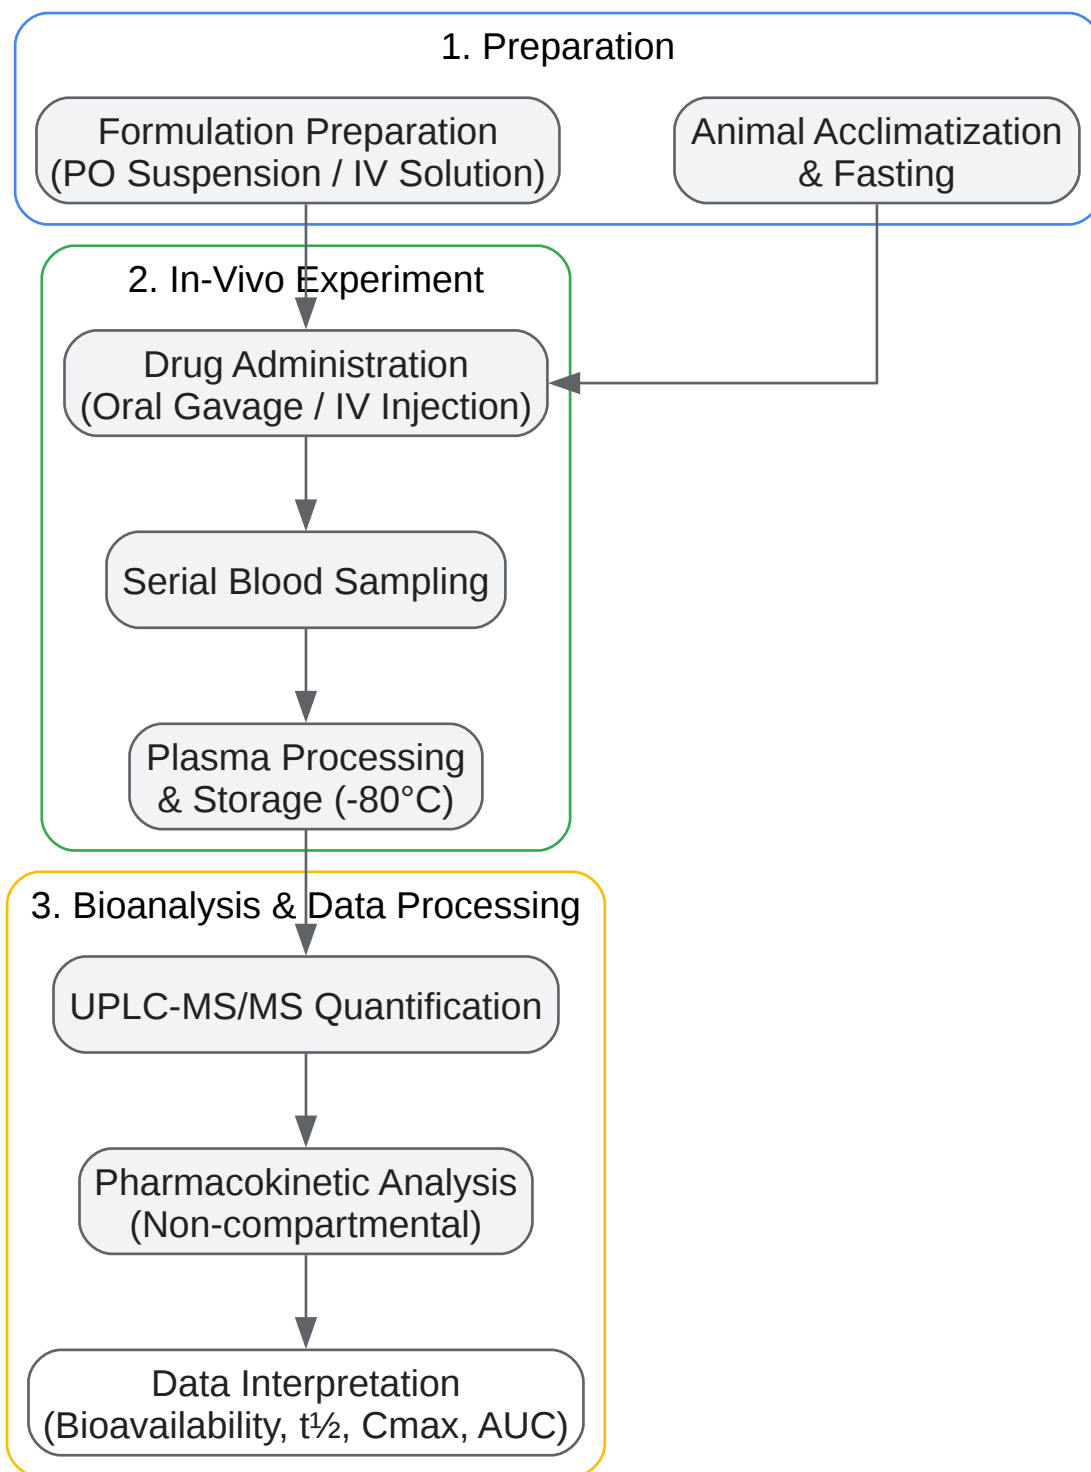 1. Preparation
Formulation Preparation
(PO Suspension / IV Solution)
Animal Acclimatization
& Fasting
2. In-Vivo Experiment
Drug Administration
(Oral Gavage / IV Injection)
Serial Blood Sampling
Plasma Processing
& Storage (-80°C)
3. Bioanalysis & Data Processing
UPLC-MS/MS Quantification
Pharmacokinetic Analysis
(Non-compartmental)
Data Interpretation
(Bioavailability, t½, Cmax, AUC)